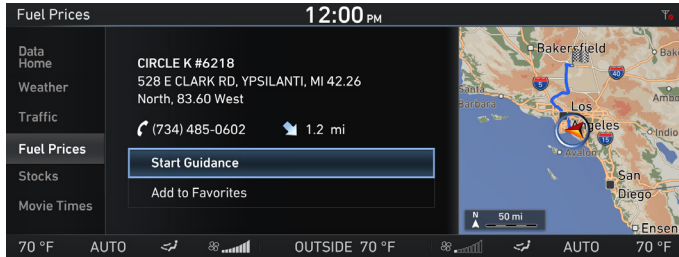 Fuel Prices
12:00 PM
Data
Home
Weather
Traffic
Fuel Prices
Stocks
Movie Times
CIRCLE K #6218
528 E CLARK RD, YPSILANTI, MI 42.26
North, 83.60 West
(734) 485-0602
1.2 mi
Start Guidance
Add to Favorites
Bakersfield
Bak
40
5
Santa
Barbara
Ambo
Los
Angeles
15
Indio
Avalon
San
Diego
N
50 mi
Ensen
70 °F
AUTO
OUTSIDE 70 °F
AUTO
70 °F